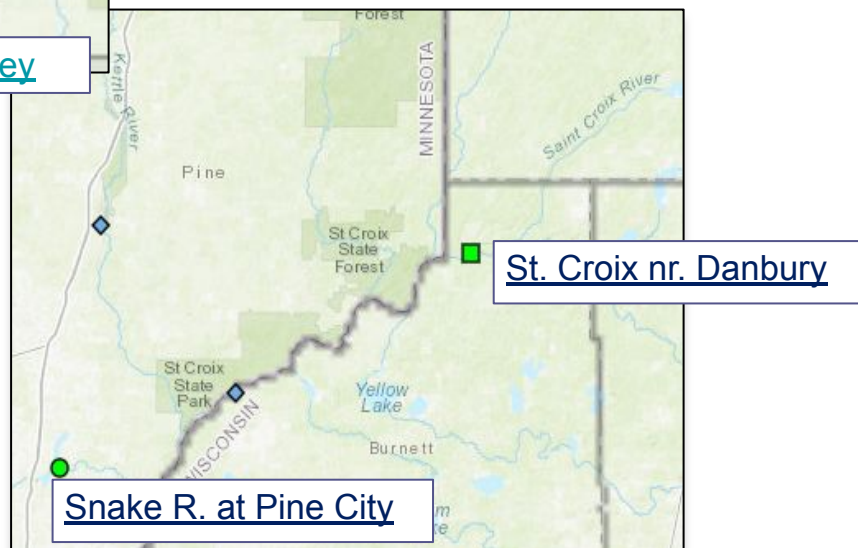 Forest
ey
Kettle River
MINNESOTA
Saint Croix River
Pine
St Croix
State
Forest
St. Croix nr. Danbury
St Croix
State
Park
Yellow
Lake
WISCONSIN
Burnett
Snake R. at Pine City